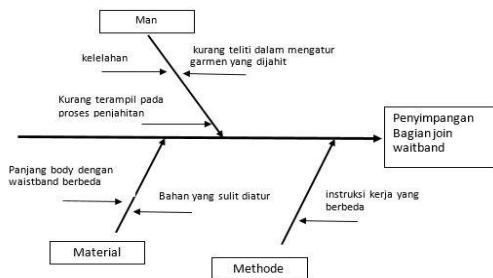 Man
kelelahan
kurang teliti dalam mengatur
garmen yang dijahit
Kurang terampil pada
proses penjahitan
Penyimpangan
Bagian join
waitband
Panjang body dengan
waistband berbeda
Bahan yang sulit diatur
instruksi kerja yang
berbeda
Material
Methode